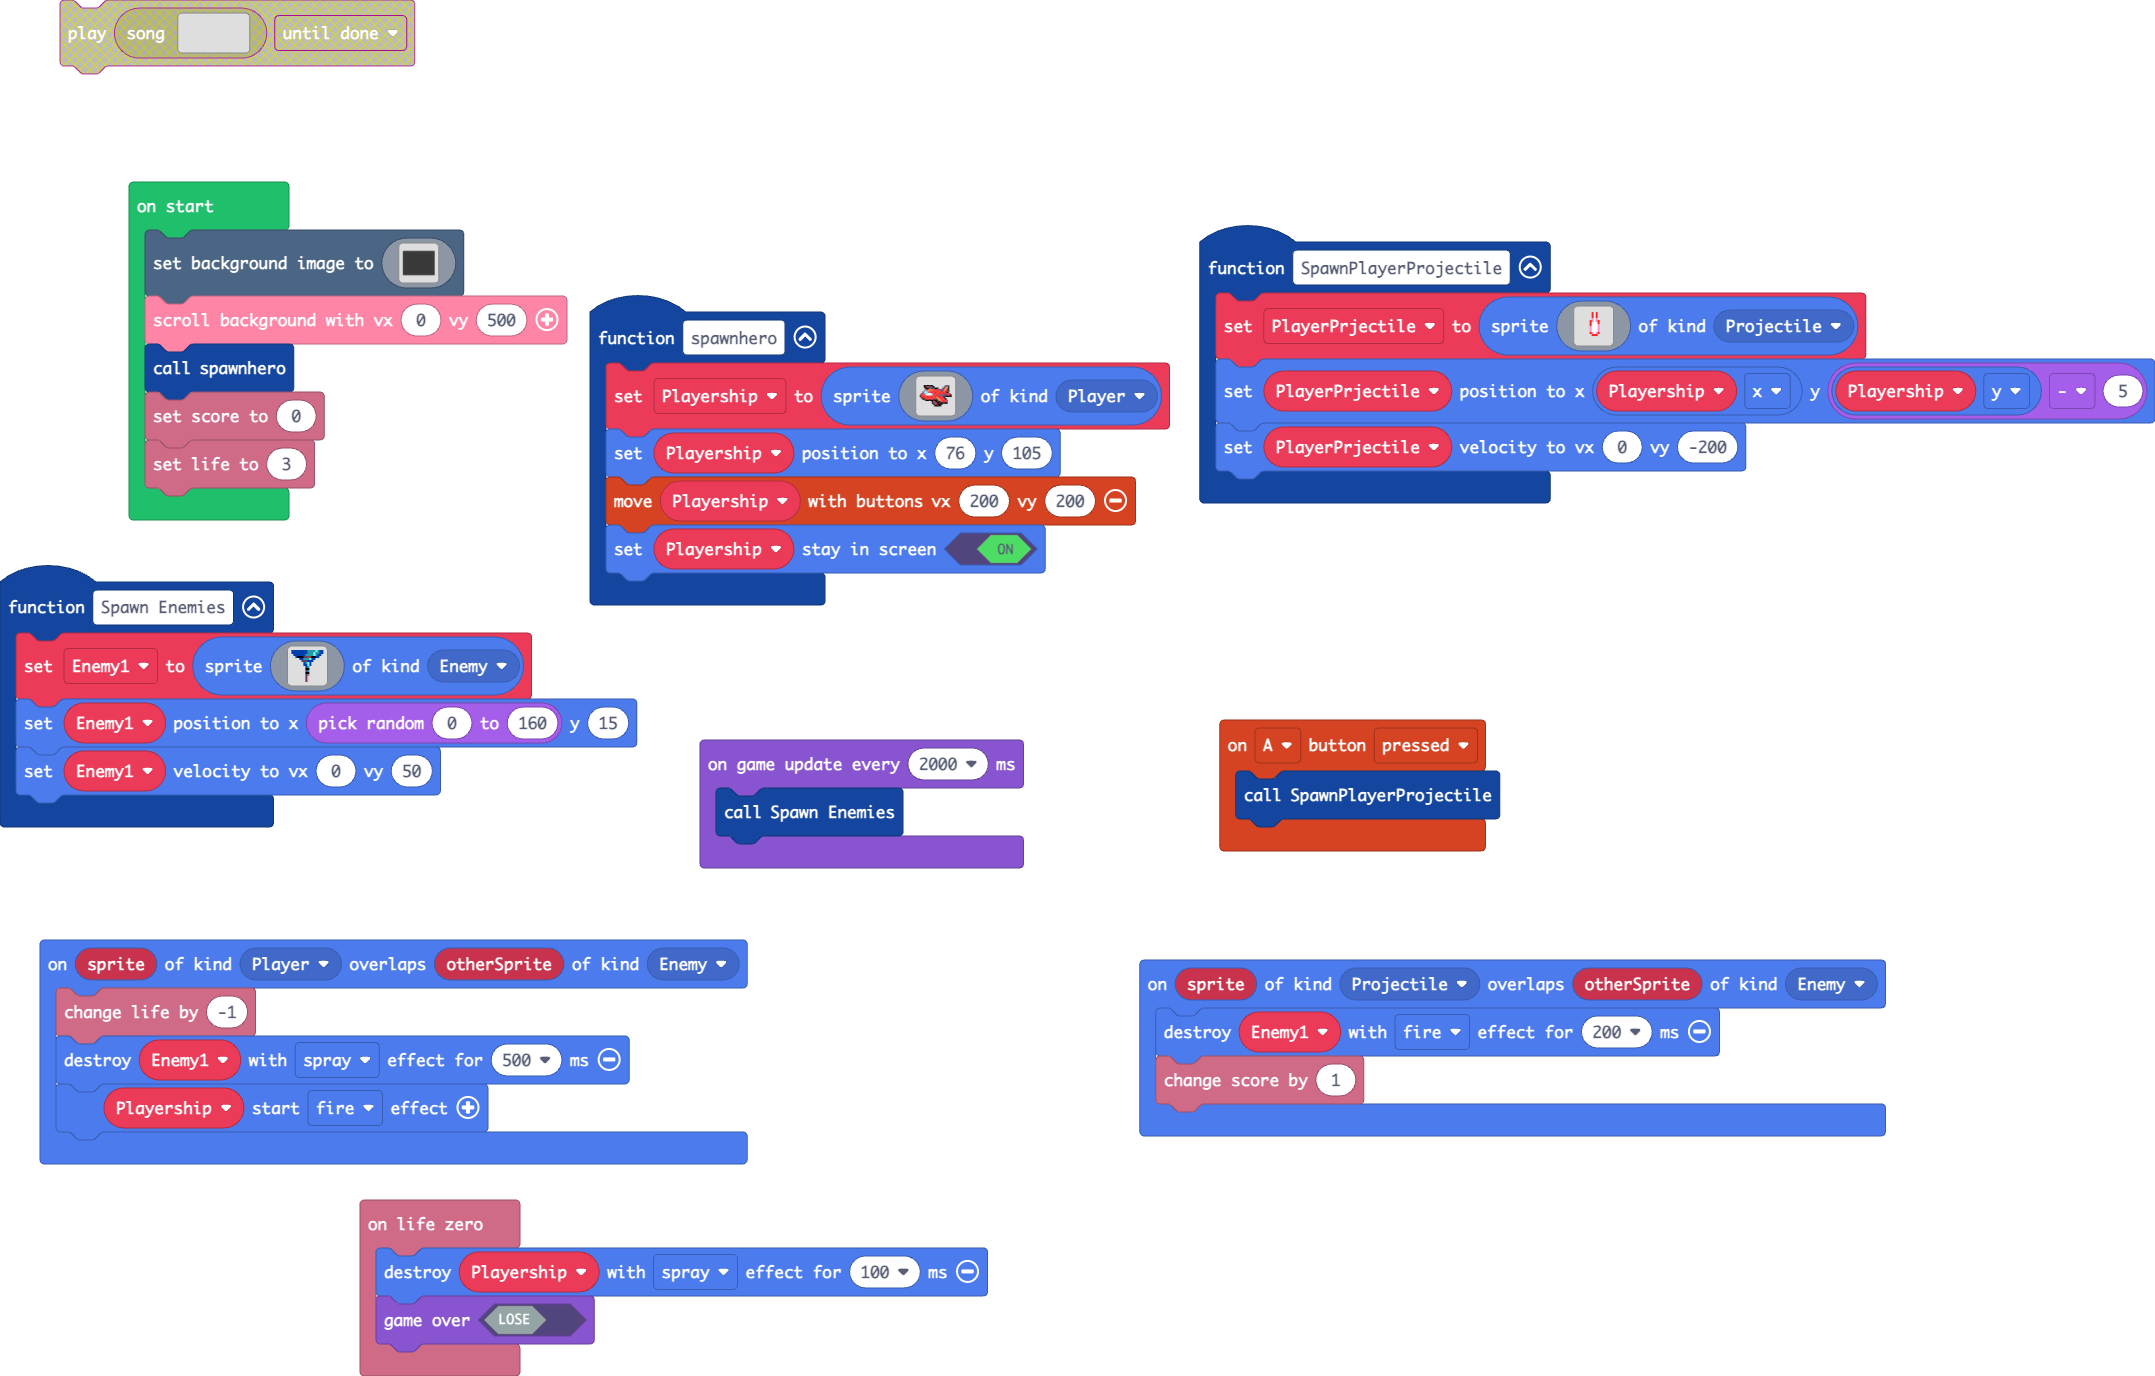 play song until done
on start
set background image to
scroll background with vx 0 vy 500
call spawnhero
set score to 0
set life to 3
function spawnhero
set Playership to sprite of kind Player
set Playership position to x 76 y 105
move Playership with buttons vx 200 vy 200
set Playership stay in screen ON
function SpawnPlayerProjectile
set PlayerPrjectile to sprite of kind Projectile
set PlayerPrjectile position to x Playership x y Playership y - 5
set PlayerPrjectile velocity to vx 0 vy -200
function Spawn Enemies
set Enemy1 to sprite of kind Enemy
set Enemy1 position to x pick random 0 to 160 y 15
set Enemy1 velocity to vx 0 vy 50
on game update every 2000 ms
call Spawn Enemies
on A button pressed
call SpawnPlayerProjectile
on sprite of kind Player overlaps otherSprite of kind Enemy
change life by -1
destroy Enemy1 with spray effect for 500 ms
Playership start fire effect
on sprite of kind Projectile overlaps otherSprite of kind Enemy
destroy Enemy1 with fire effect for 200 ms
change score by 1
on life zero
destroy Playership with spray effect for 100 ms
game over LOSE